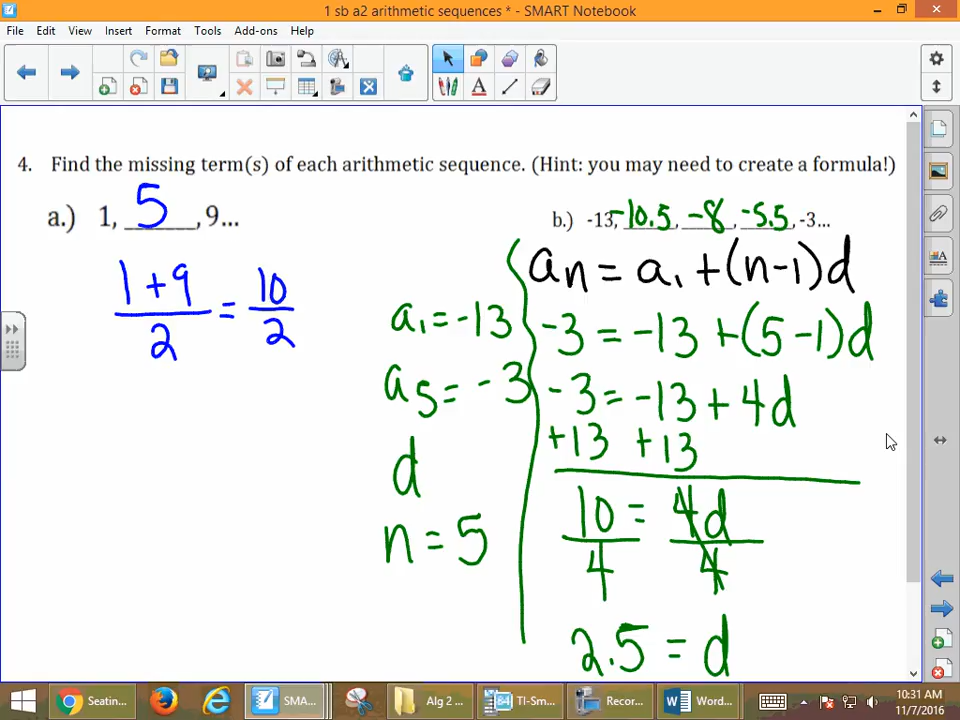 1 sb a2 arithmetic sequences * - SMART Notebook
File Edit View Insert Format Tools Add-ons Help
4. Find the missing term(s) of each arithmetic sequence. (Hint: you may need to create a formula!)
a.) 1, 5, 9...
1+9/2 = 10/2
b.) -13, -10.5, -8, -5.5, -3...
an = a1 + (n-1)d
a1 = -13
a5 = -3
d
n = 5
-3 = -13 + (5-1)d
-3 = -13 + 4d
+13 +13
10/4 = 4d/4
2.5 = d
Seatin... SMA... Alg 2 ... TI-Sm... Recor... Word...
10:31 AM
11/7/2016